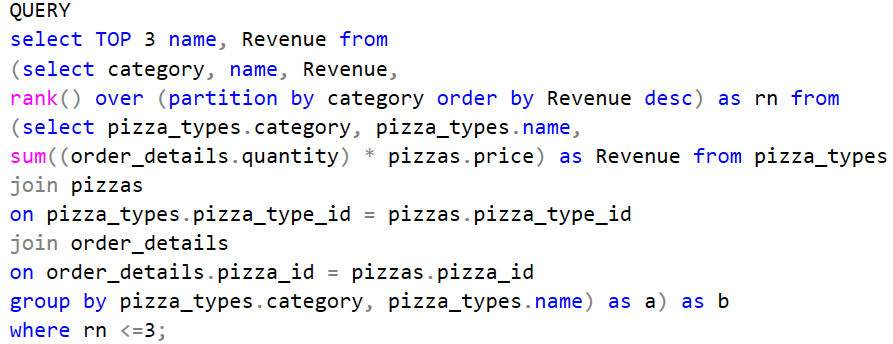 QUERY
select TOP 3 name, Revenue from
(select category, name, Revenue,
rank() over (partition by category order by Revenue desc) as rn from
(select pizza_types.category, pizza_types.name,
sum((order_details.quantity) * pizzas.price) as Revenue from pizza_types
join pizzas
on pizza_types.pizza_type_id = pizzas.pizza_type_id
join order_details
on order_details.pizza_id = pizzas.pizza_id
group by pizza_types.category, pizza_types.name) as a) as b
where rn <=3;